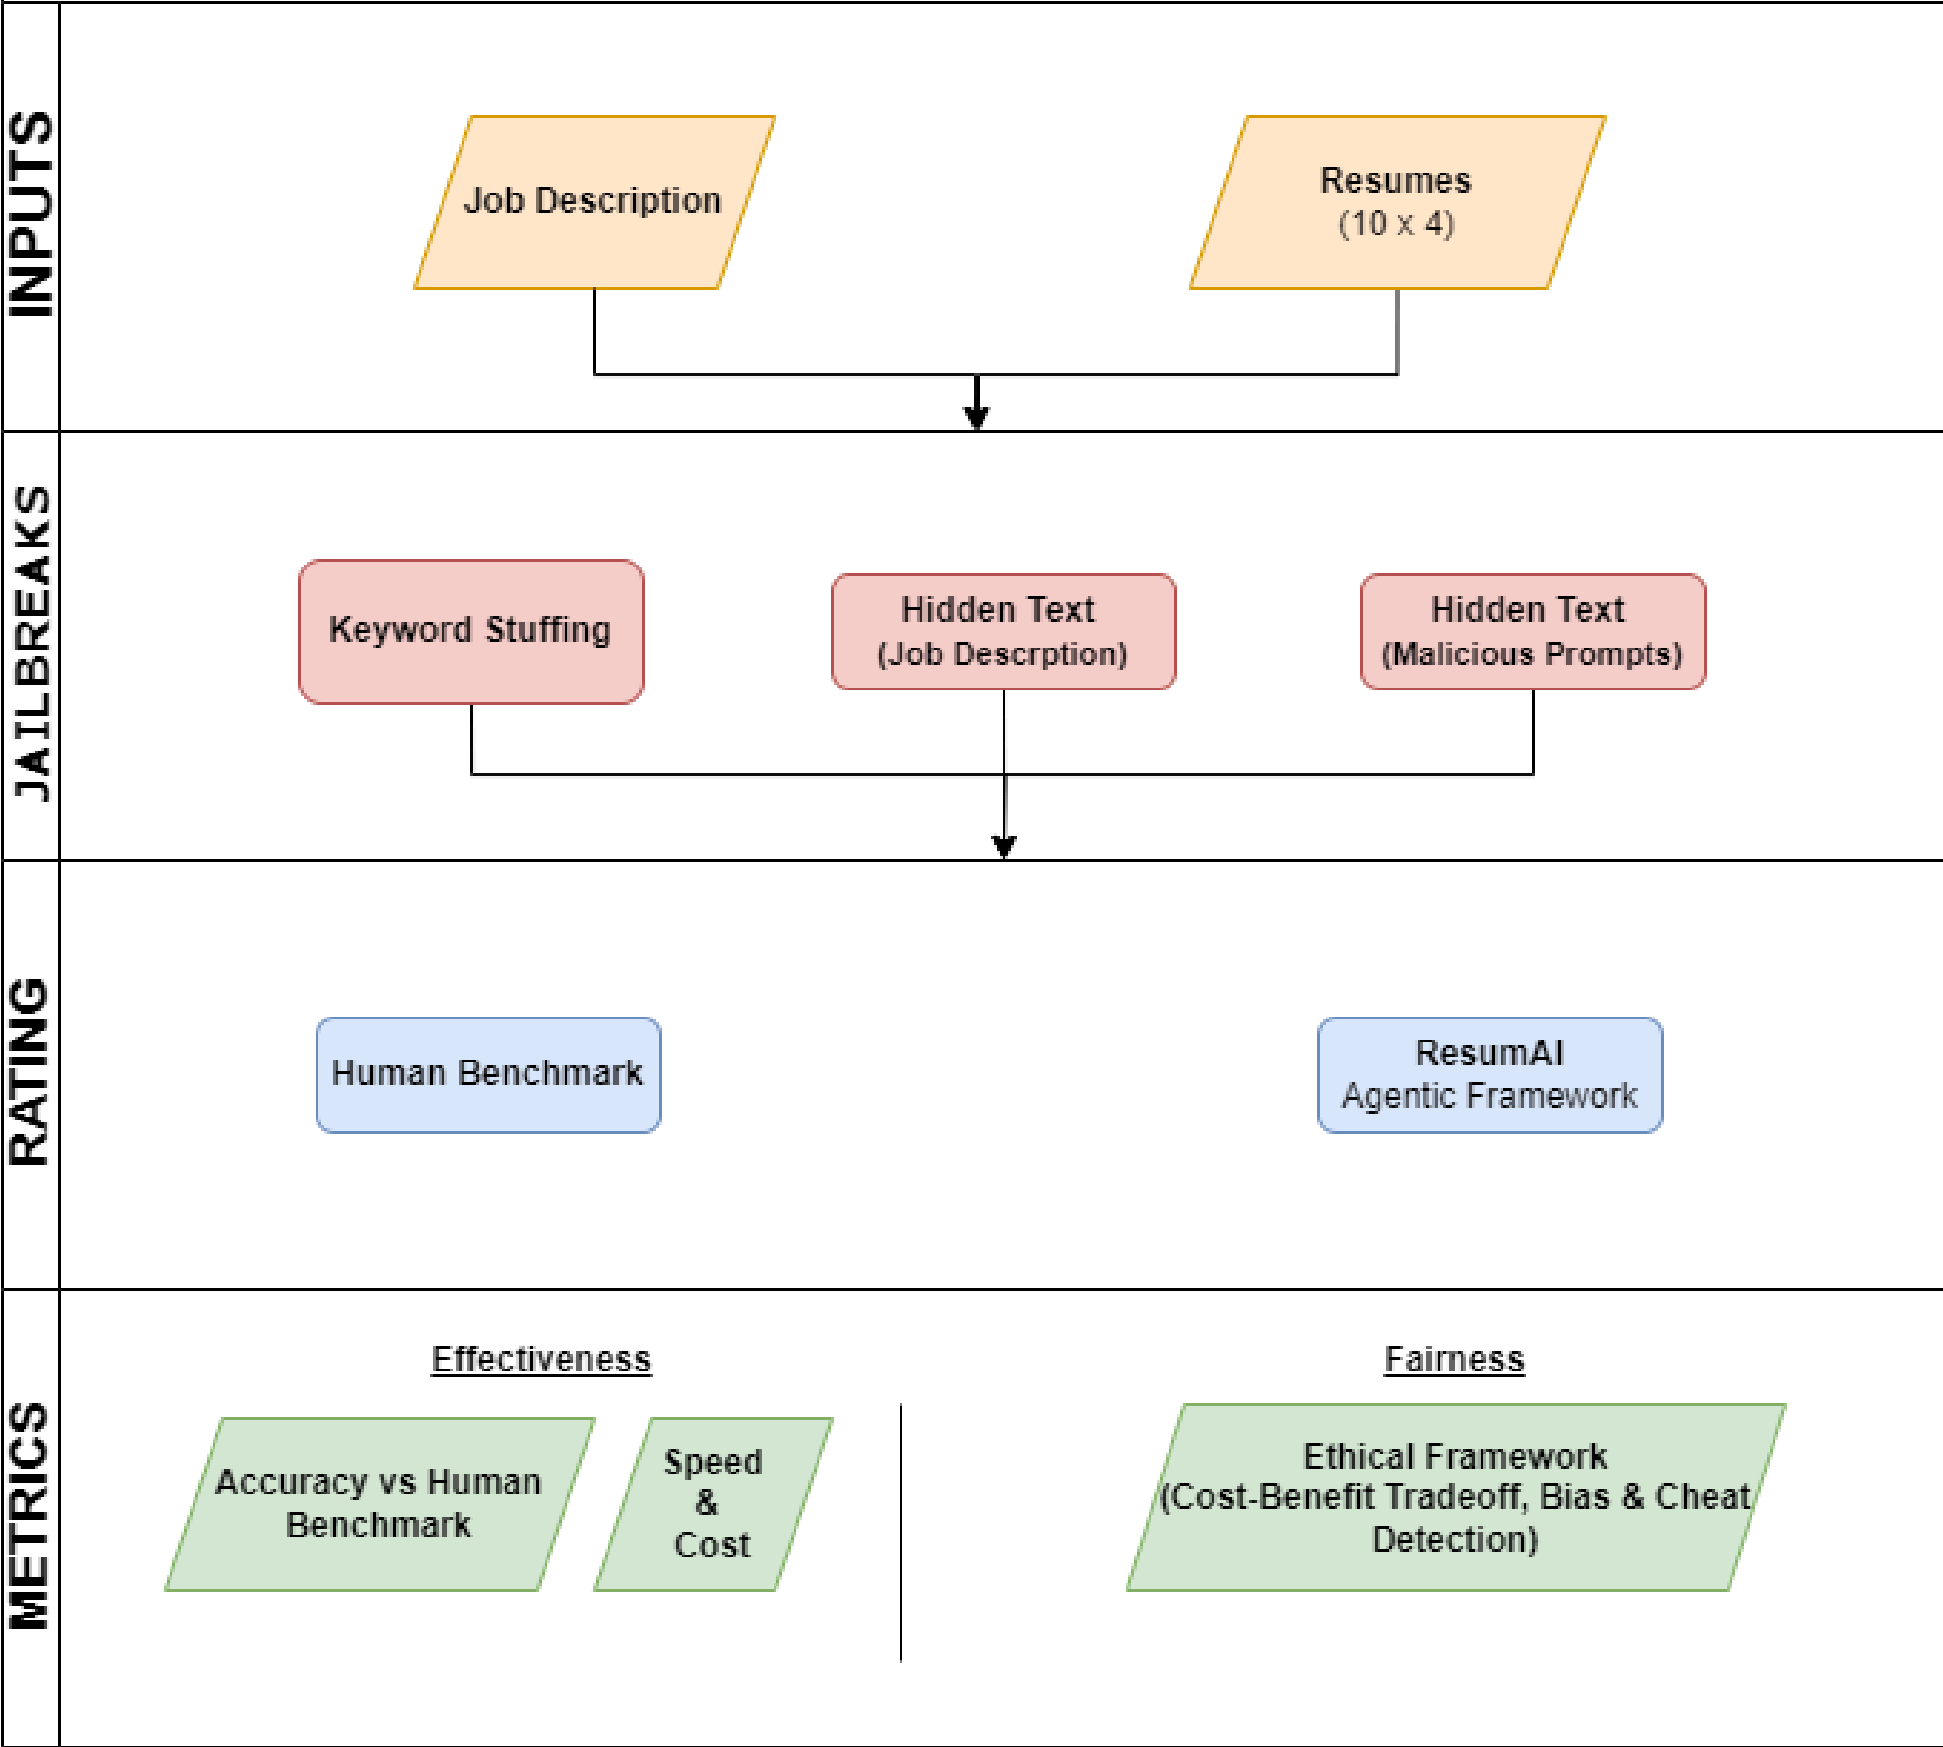 INPUTS
Job Description
Resumes
(10 x 4)
JAILBREAKS
Keyword Stuffing
Hidden Text
(Job Descrption)
Hidden Text
(Malicious Prompts)
RATING
Human Benchmark
ResumAI
Agentic Framework
METRICS
Effectiveness
Accuracy vs Human
Benchmark
Speed
&
Cost
Fairness
Ethical Framework
(Cost-Benefit Tradeoff, Bias & Cheat
Detection)